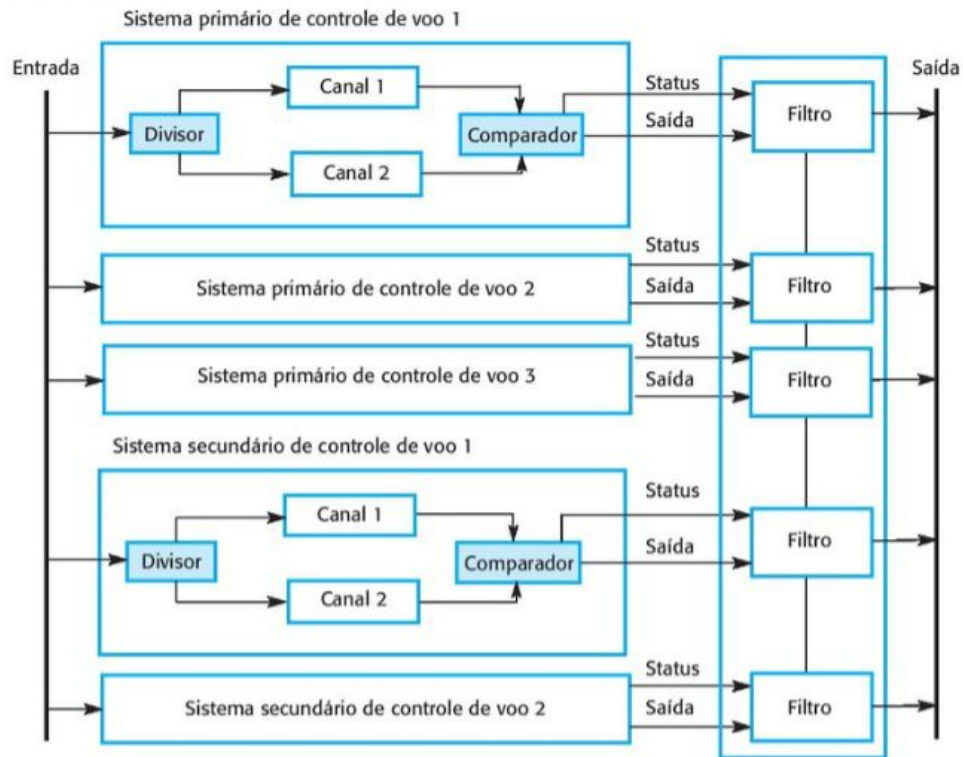 Sistema primário de controle de voo 1
Entrada
Saída
Canal 1
Divisor
Comparador
Canal 2
Status
Saída
Filtro
Sistema primário de controle de voo 2
Status
Saída
Filtro
Sistema primário de controle de voo 3
Status
Saída
Filtro
Sistema secundário de controle de voo 1
Canal 1
Divisor
Comparador
Canal 2
Status
Saída
Filtro
Sistema secundário de controle de voo 2
Status
Saída
Filtro